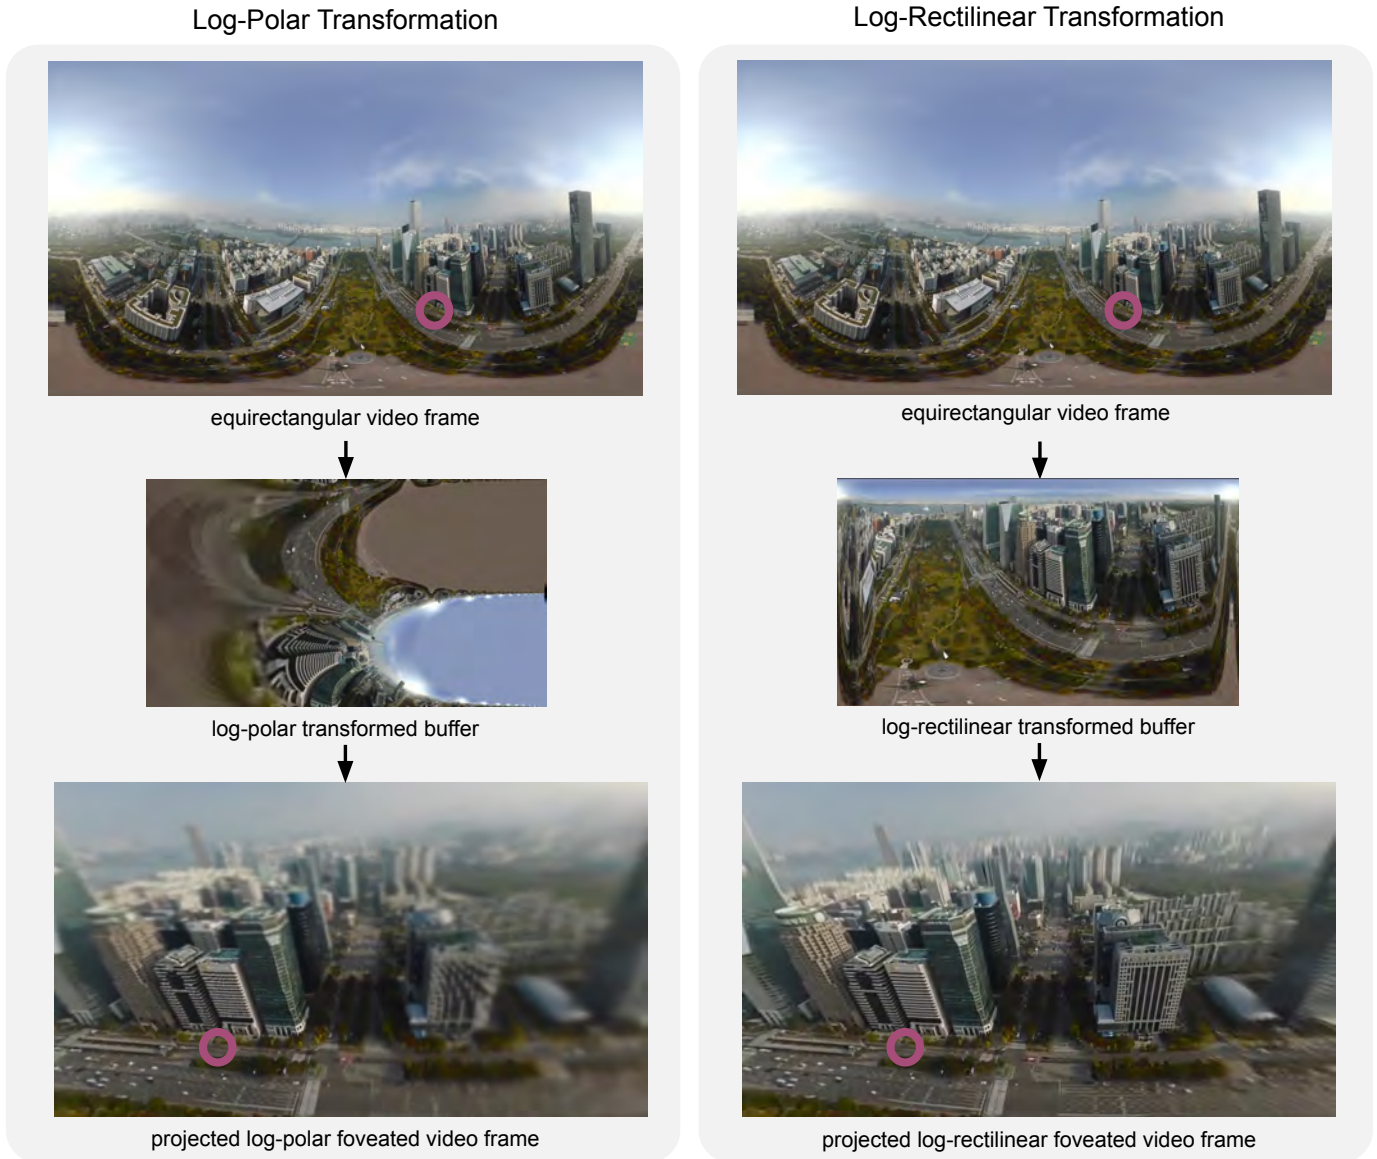 Log-Polar Transformation
equirectangular video frame
log-polar transformed buffer
projected log-polar foveated video frame
Log-Rectilinear Transformation
equirectangular video frame
log-rectilinear transformed buffer
projected log-rectilinear foveated video frame